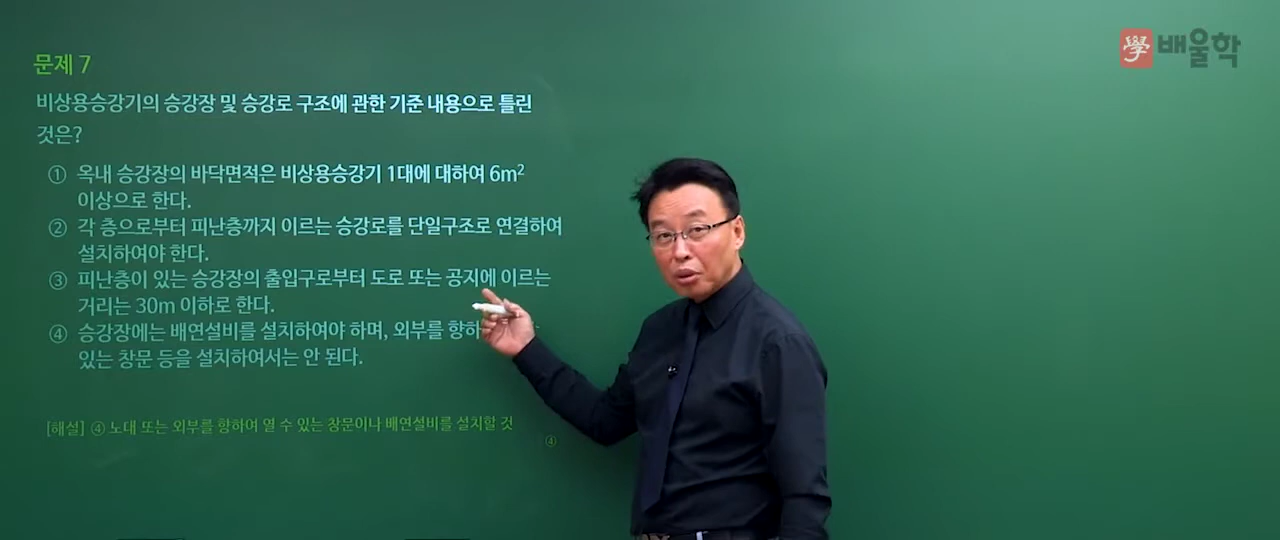 學 배울학
문제 7
비상용승강기의 승강장 및 승강로 구조에 관한 기준 내용으로 틀린
것은?
① 옥내 승강장의 바닥면적은 비상용승강기 1대에 대하여 6m²
이상으로 한다.
② 각 층으로부터 피난층까지 이르는 승강로를 단일구조로 연결하여
설치하여야 한다.
③ 피난층이 있는 승강장의 출입구로부터 도로 또는 공지에 이르는
거리는 30m 이하로 한다.
④ 승강장에는 배연설비를 설치하여야 하며, 외부를 향하
있는 창문 등을 설치하여서는 안 된다.
[해설] ④ 노대 또는 외부를 향하여 열 수 있는 창문이나 배연설비를 설치할 것
④